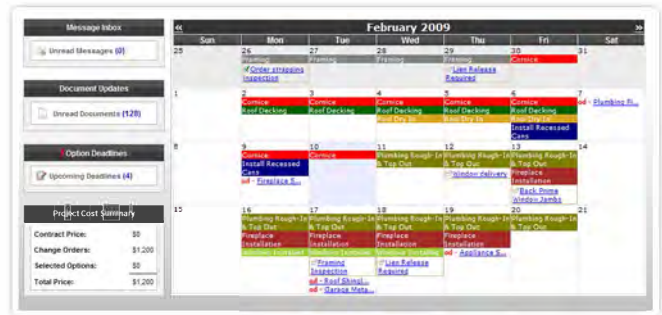 Message Inbox
Unread Messages (0)
Document Updates
Unread Documents (128)
Option Deadlines
Upcoming Deadlines (4)
Project Cost Summary
Contract Price: $0
Change Orders: $1,200
Selected Options: $0
Total Price: $1,200
« February 2009 »
Sun Mon Tue Wed Thu Fri Sat
25 26 27 28 29 30 31
Framing Framing Framing Framing Cornice
Order strapping Lien Release
inspection Required
1 2 3 4 5 6 7
Cornice Cornice Cornice Cornice Cornice ad - Plumbing Fi...
Roof Decking Roof Decking Roof Decking Roof Decking Roof Decking
Roof Dry In Roof Dry In Roof Dry In
Install Recessed
Cans
8 9 10 11 12 13 14
Cornice Cornice Plumbing Rough-In Plumbing Rough-In Plumbing Rough-In
Install Recessed & Top Out & Top Out & Top Out
Cans Window delivery Fireplace
ad - Fireplace S... Installation
Back Prime
Window Jambs
15 16 17 18 19 20 21
Plumbing Rough-In Plumbing Rough-In Plumbing Rough-In Plumbing Rough-In Plumbing Rough-In
& Top Out & Top Out & Top Out & Top Out & Top Out
Fireplace Fireplace Fireplace Fireplace
Installation Installation Installation Installation
Framing Lien Release ad - Appliance S...
Inspection Required
ad - Roof Shingl...
ad - Garage Meta...